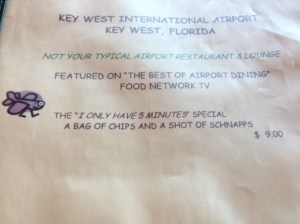 KEY WEST INTERNATIONAL AIRPORT
KEY WEST, FLORIDA
NOT YOUR TYPICAL AIRPORT RESTAURANT & LOUNGE
FEATURED ON "THE BEST OF AIRPORT DINING"
FOOD NETWORK TV
THE "I ONLY HAVE 5 MINUTES" SPECIAL
A BAG OF CHIPS AND A SHOT OF SCHNAPPS
$ 9.00